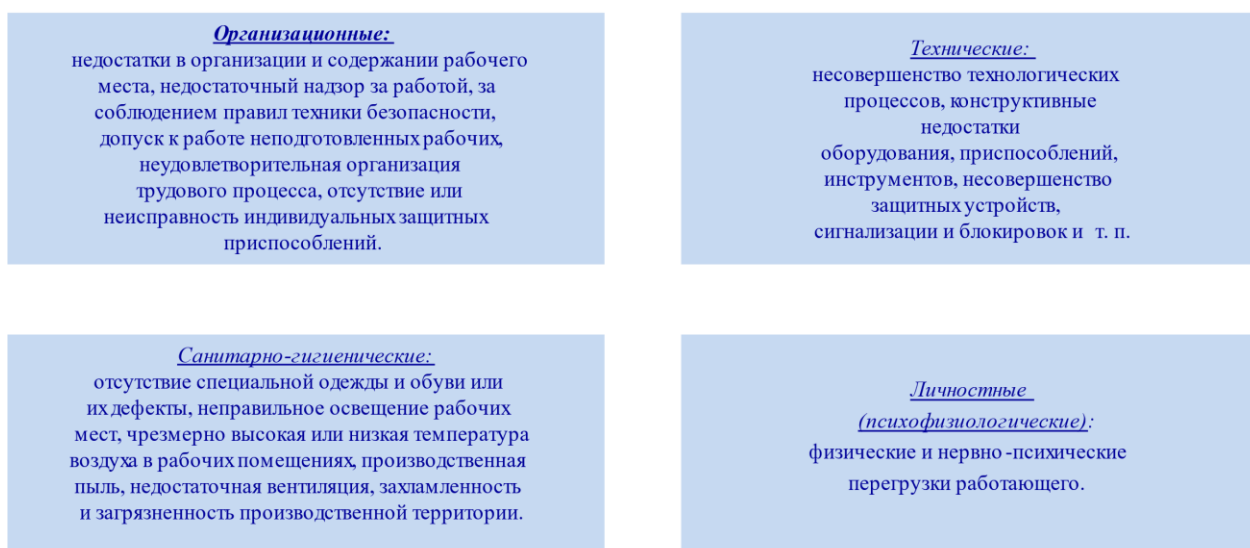 Организационные:
недостатки в организации и содержании рабочего
места, недостаточный надзор за работой, за
соблюдением правил техники безопасности,
допуск к работе неподготовленных рабочих,
неудовлетворительная организация
трудового процесса, отсутствие или
неисправность индивидуальных защитных
приспособлений.
Технические:
несовершенство технологических
процессов, конструктивные
недостатки
оборудования, приспособлений,
инструментов, несовершенство
защитных устройств,
сигнализации и блокировок и т. п.
Санитарно-гигиенические:
отсутствие специальной одежды и обуви или
их дефекты, неправильное освещение рабочих
мест, чрезмерно высокая или низкая температура
воздуха в рабочих помещениях, производственная
пыль, недостаточная вентиляция, захламленность
и загрязненность производственной территории.
Личностные
(психофизиологические):
физические и нервно-психические
перегрузки работающего.